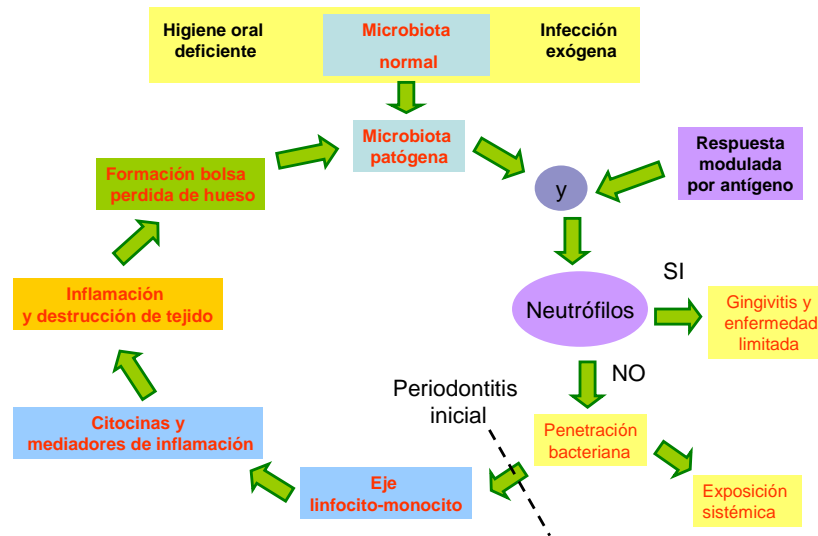 Higiene oral
deficiente
Microbiota
normal
Infección
exógena
Microbiota
patógena
Respuesta
modulada
por antígeno
y
Formación bolsa
perdida de hueso
Neutrófilos
SI
Gingivitis y
enfermedad
limitada
Inflamación
y destrucción de tejido
NO
Periodontitis
inicial
Citocinas y
mediadores de inflamación
Penetración
bacteriana
Eje
linfocito-monocito
Exposición
sistémica